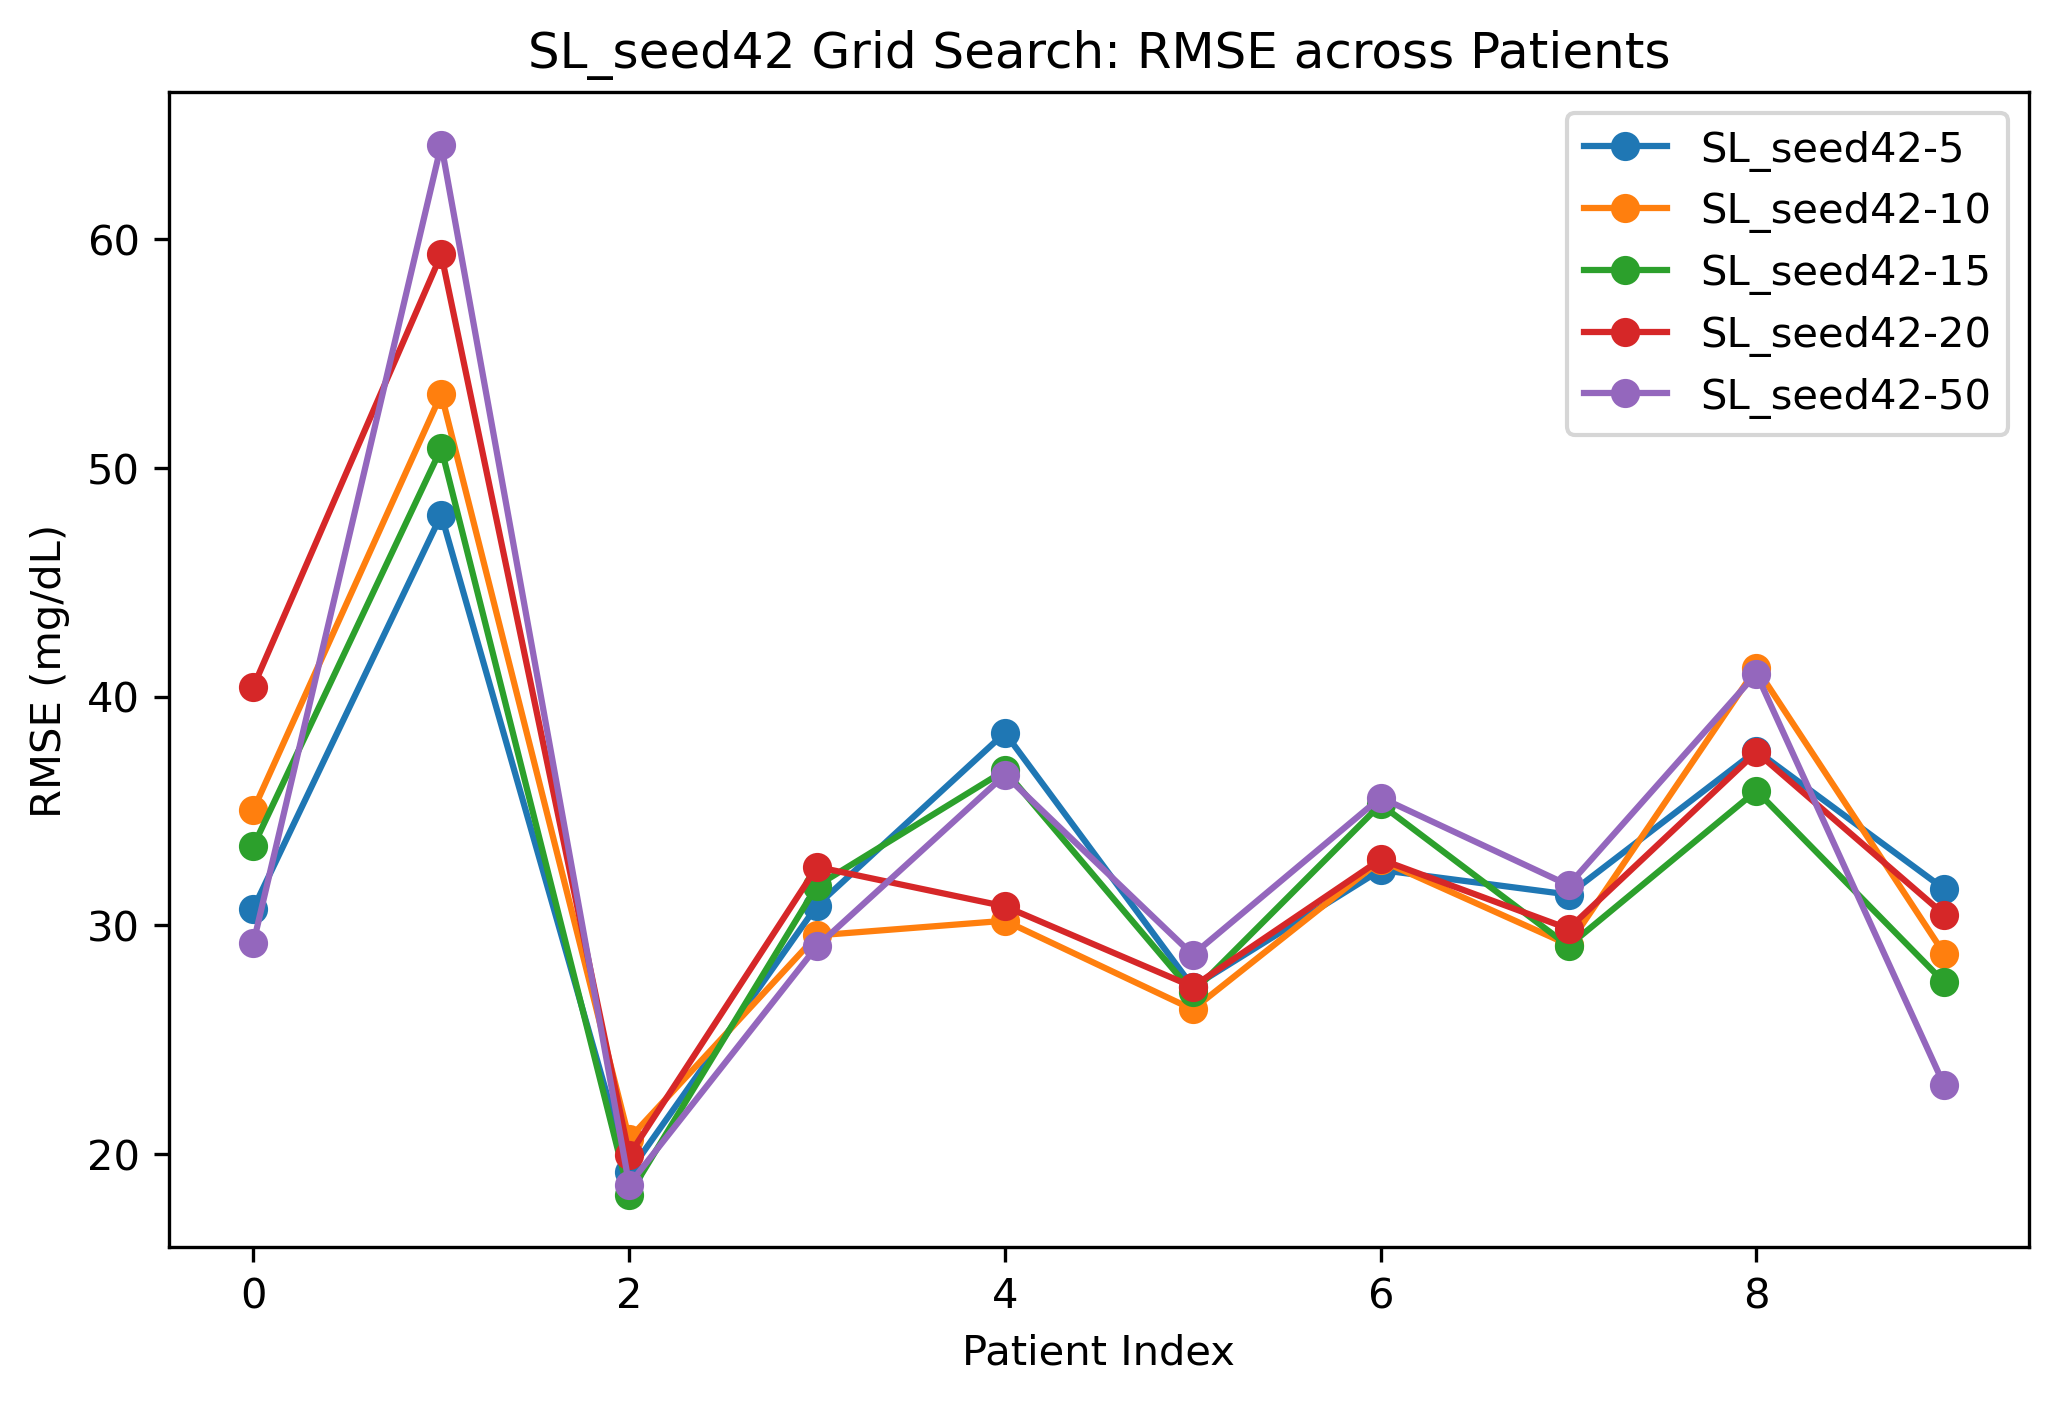 SL_seed42 Grid Search: RMSE across Patients
SL_seed42-5
SL_seed42-10
SL_seed42-15
SL_seed42-20
SL_seed42-50
RMSE (mg/dL)
60
50
40
30
20
0 2 4 6 8
Patient Index